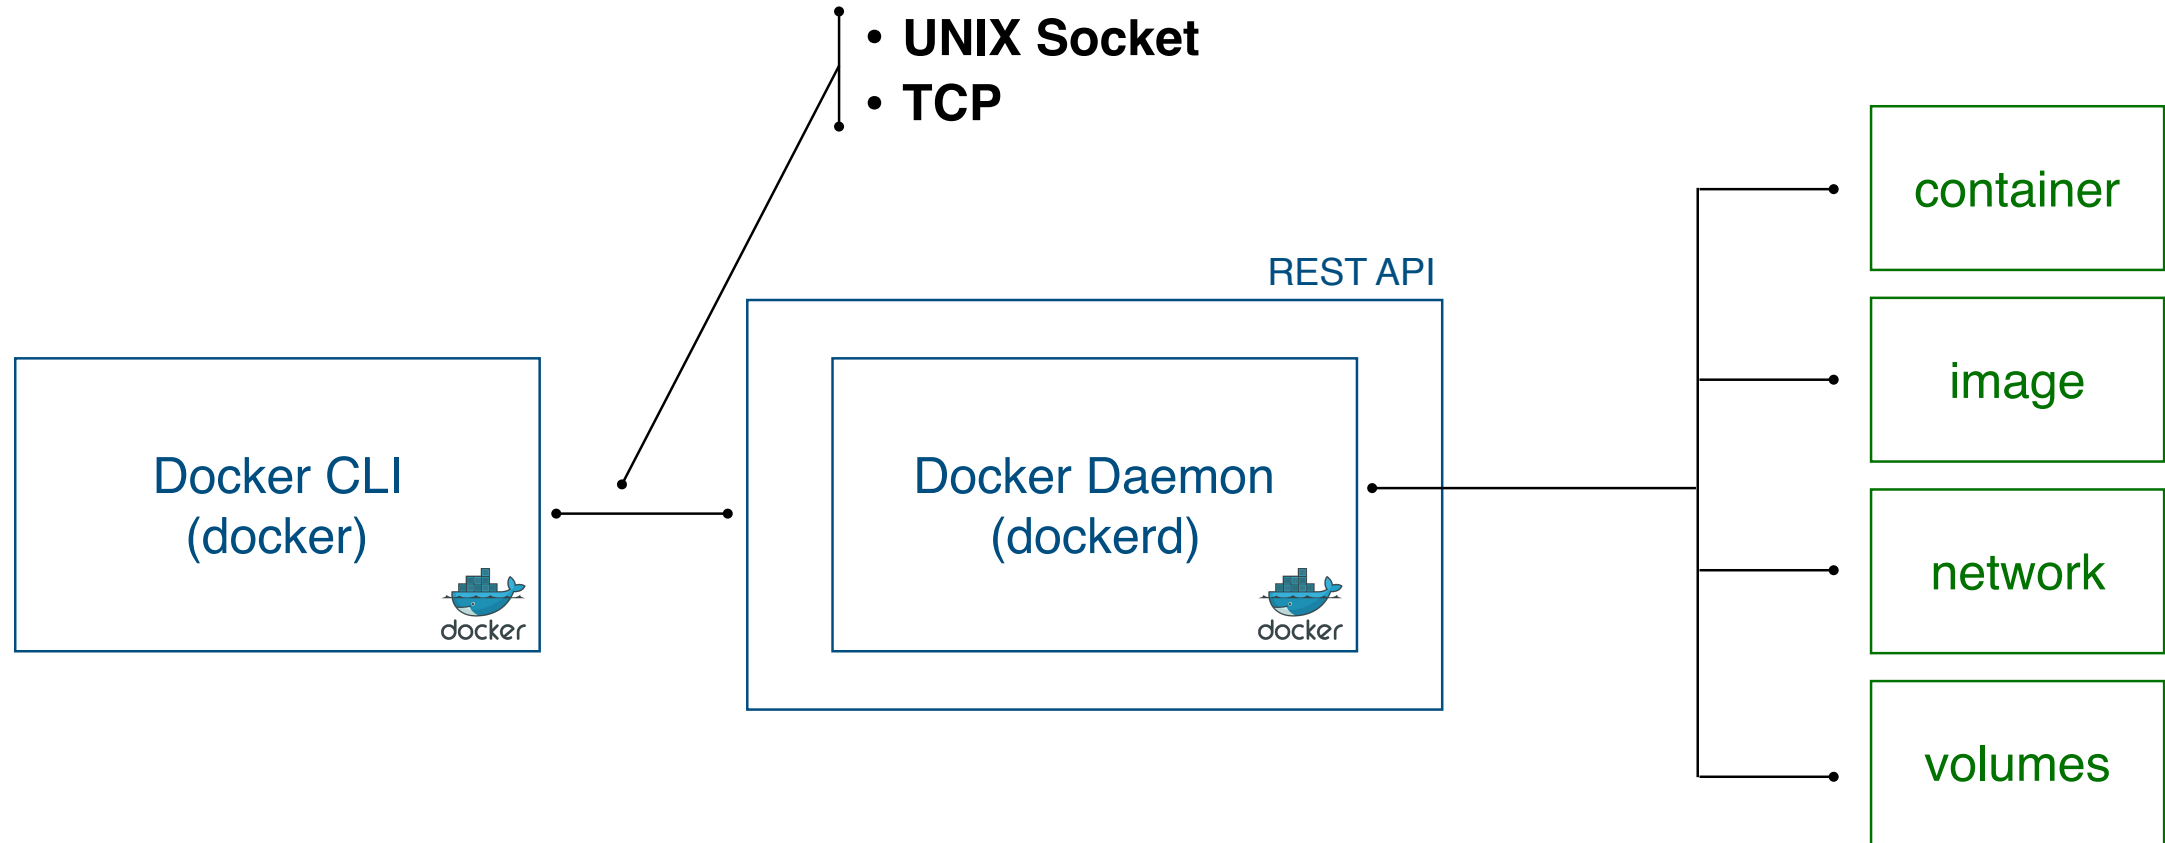 • UNIX Socket
• TCP
REST API
Docker CLI
(docker)
docker
Docker Daemon
(dockerd)
docker
container
image
network
volumes